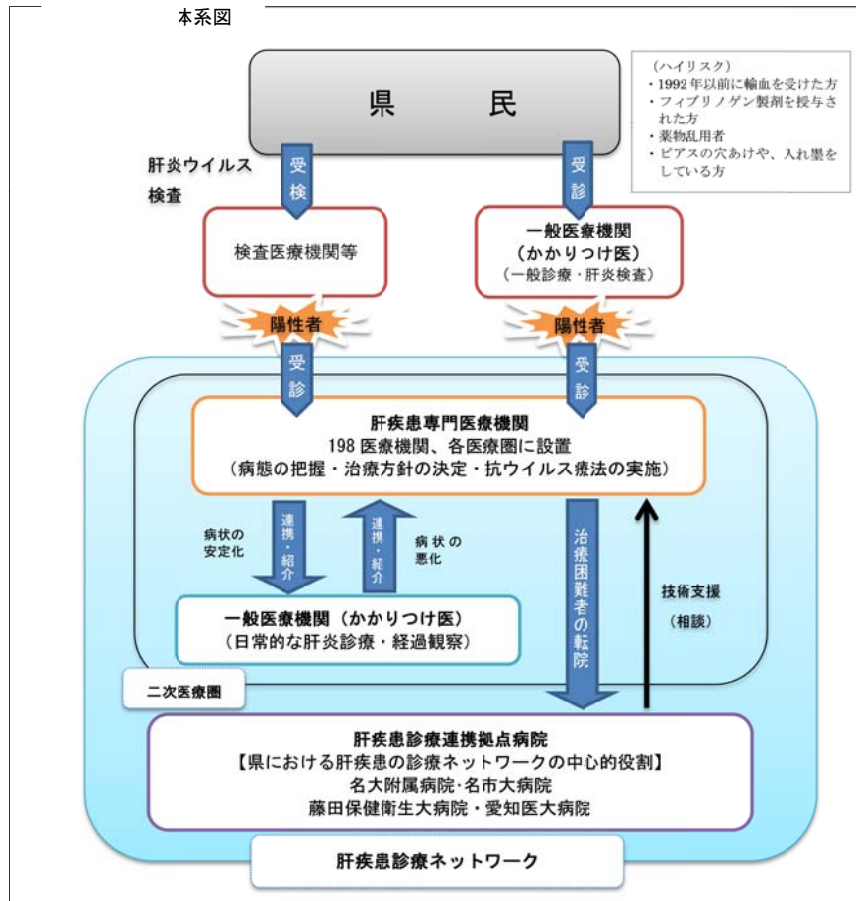 体系図
県 民
（ハイリスク）
・1992年以前に輸血を受けた方
・フィブリノゲン製剤を投与さ
れた方
・薬物乱用者
・ピアスの穴あけや、入れ墨を
している方
肝炎ウイルス
検査
受検
受診
検査医療機関等
一般医療機関
（かかりつけ医）
（一般診療・肝炎検査）
陽性者
陽性者
受診
受診
肝疾患専門医療機関
198 医療機関、各医療圏に設置
（病態の把握・治療方針の決定・抗ウイルス療法の実施）
病状の
安定化
連携・紹介
連携・紹介
病状の
悪化
治療困難者の転院
技術支援
（相談）
一般医療機関（かかりつけ医）
（日常的な肝炎診療・経過観察）
二次医療圏
肝疾患診療連携拠点病院
【県における肝疾患の診療ネットワークの中心的役割】
名大附属病院･名市大病院
藤田保健衛生大病院・愛知医大病院
肝疾患診療ネットワーク